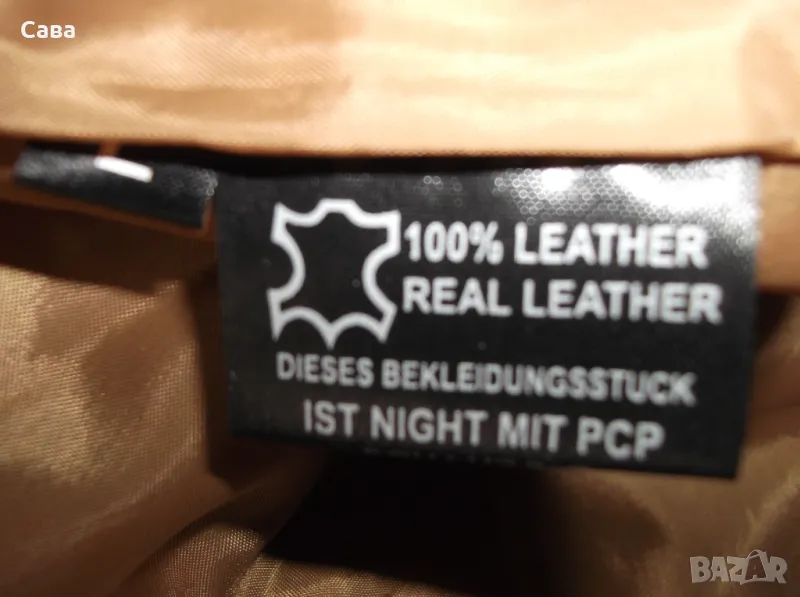 Сава
100% LEATHER
REAL LEATHER
DIESES BEKLEIDUNGSSTUCK
IST NIGHT MIT PCP
BAZAR